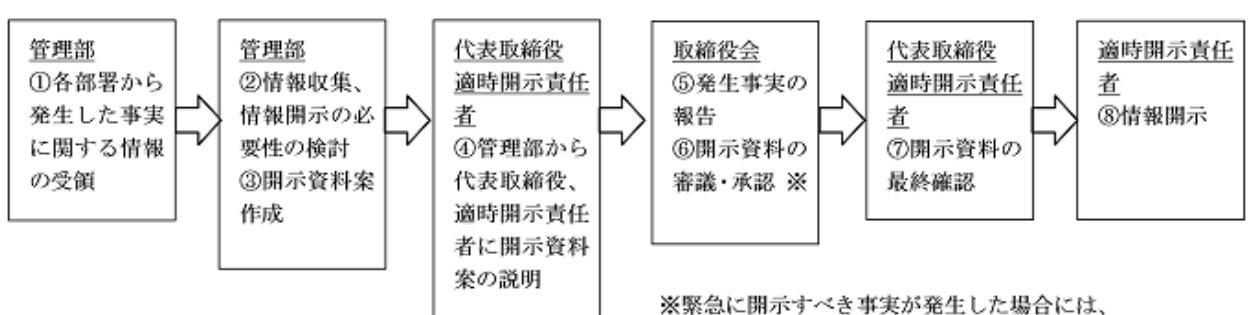 管理部
①各部署から
発生した事実
に関する情報
の受領
管理部
②情報収集、
情報開示の必
要性の検討
③開示資料案
作成
代表取締役
適時開示責任
者
④管理部から
代表取締役、
適時開示責任
者に開示資料
案の説明
取締役会
⑤発生事実の
報告
⑥開示資料の
審議・承認 ※
代表取締役
適時開示責任
者
⑦開示資料の
最終確認
適時開示責任
者
⑧情報開示
※緊急に開示すべき事実が発生した場合には、